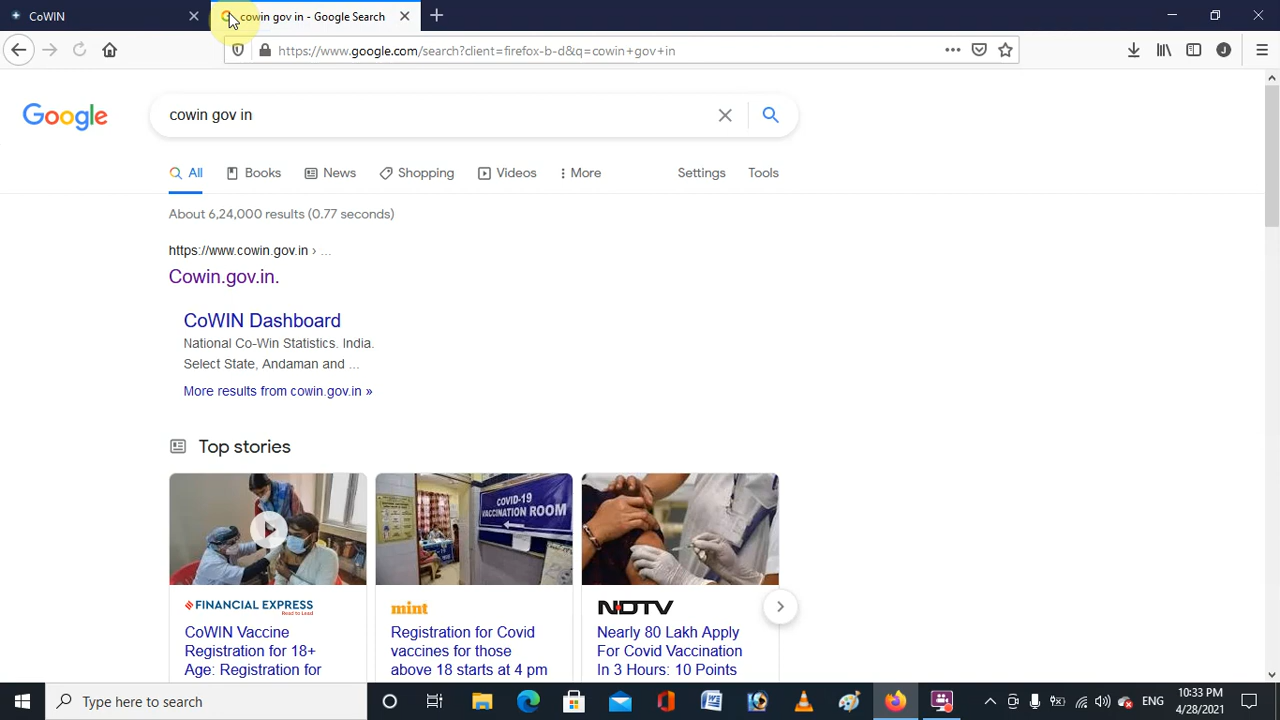 CoWIN
cowin gov in - Google Search
https://www.google.com/search?client=firefox-b-d&q=cowin+gov+in
J
Google
cowin gov in
All
Books
News
Shopping
Videos
More
Settings
Tools
About 6,24,000 results (0.77 seconds)
https://www.cowin.gov.in › ...
Cowin.gov.in.
CoWIN Dashboard
National Co-Win Statistics. India.
Select State, Andaman and ...
More results from cowin.gov.in »
Top stories
COVID-19
VACCINATION ROOM
FINANCIAL EXPRESS
Read to Lead
CoWIN Vaccine
Registration for 18+
Age: Registration for
mint
Registration for Covid
vaccines for those
above 18 starts at 4 pm
NDTV
Nearly 80 Lakh Apply
For Covid Vaccination
In 3 Hours: 10 Points
Type here to search
ENG
10:33 PM
4/28/2021